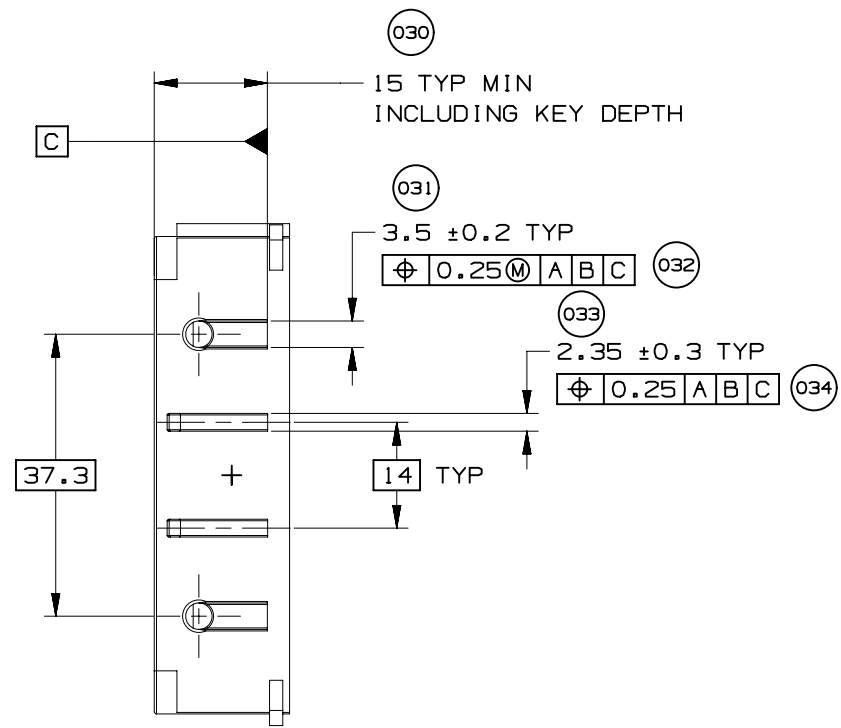 030
15 TYP MIN
INCLUDING KEY DEPTH
C
031
3.5 ±0.2 TYP
⌖ 0.25Ⓜ A B C 032
033
2.35 ±0.3 TYP
⌖ 0.25 A B C 034
37.3
14 TYP